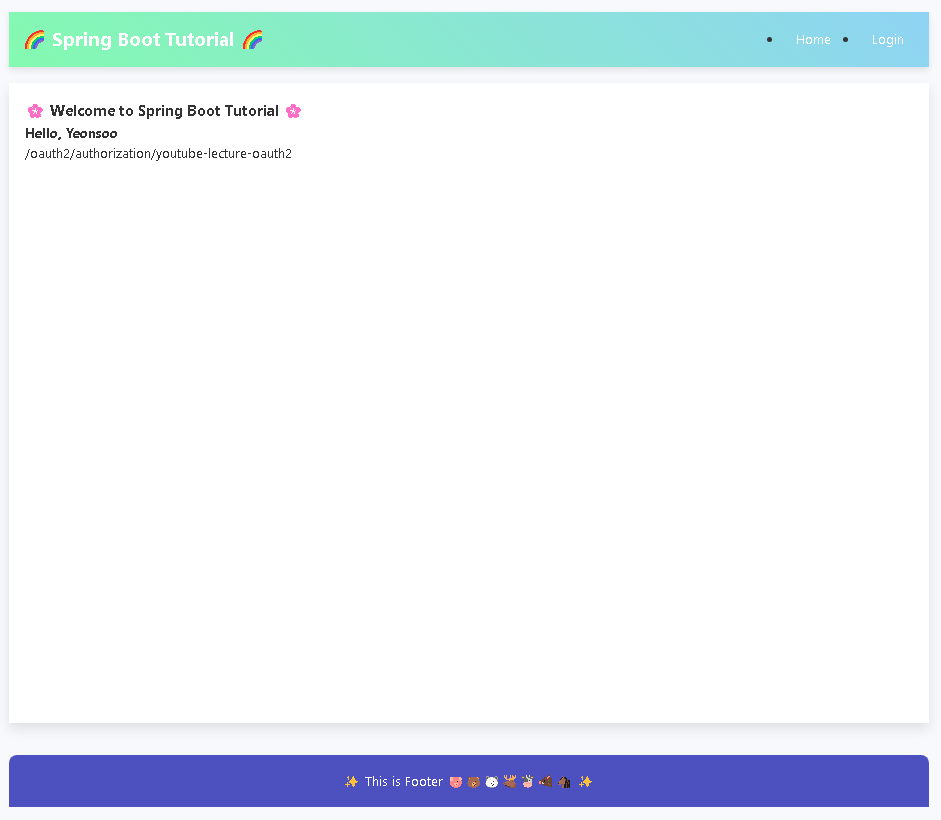 🌈 Spring Boot Tutorial 🌈
Home
Login
🌸 Welcome to Spring Boot Tutorial 🌸
Hello, Yeonsoo
/oauth2/authorization/youtube-lecture-oauth2
✨ This is Footer ✨